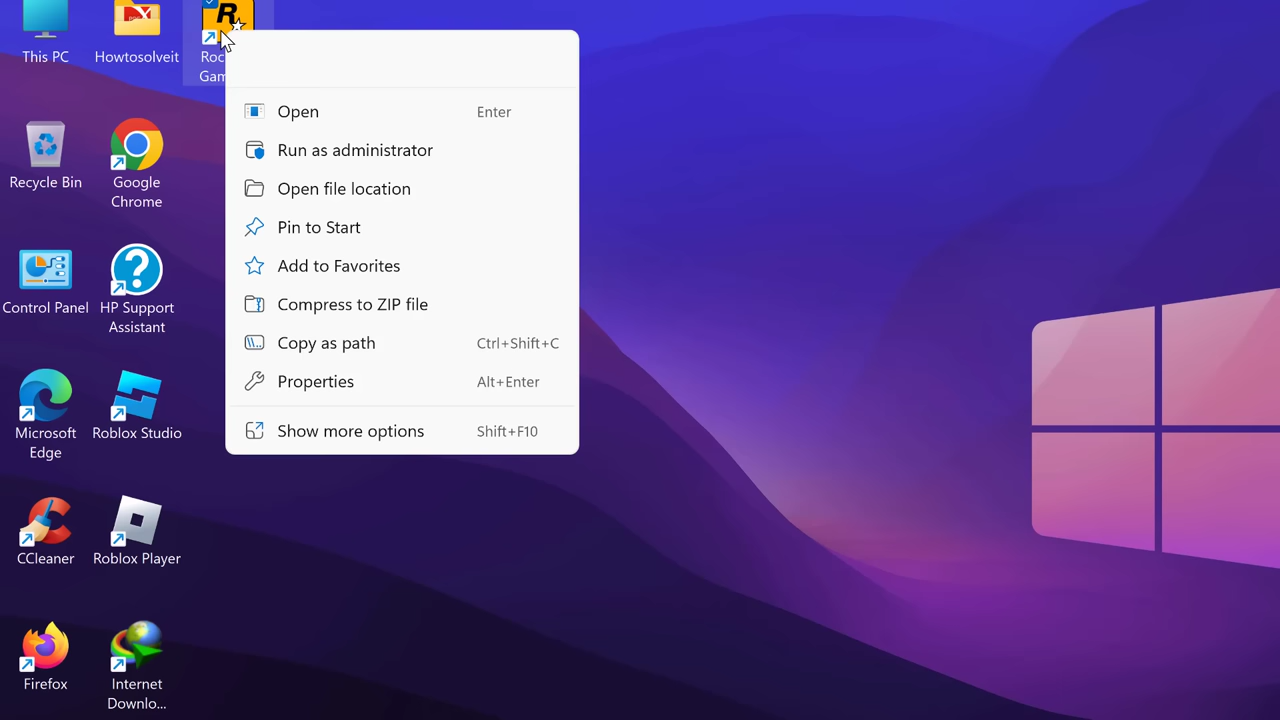 This PC
Howtosolveit
R
Open Enter
Run as administrator
Open file location
Pin to Start
Add to Favorites
Compress to ZIP file
Copy as path Ctrl+Shift+C
Properties Alt+Enter
Show more options Shift+F10
Recycle Bin
Google
Chrome
Control Panel
HP Support
Assistant
Microsoft
Edge
Roblox Studio
CCleaner
Roblox Player
Firefox
Internet
Downlo...